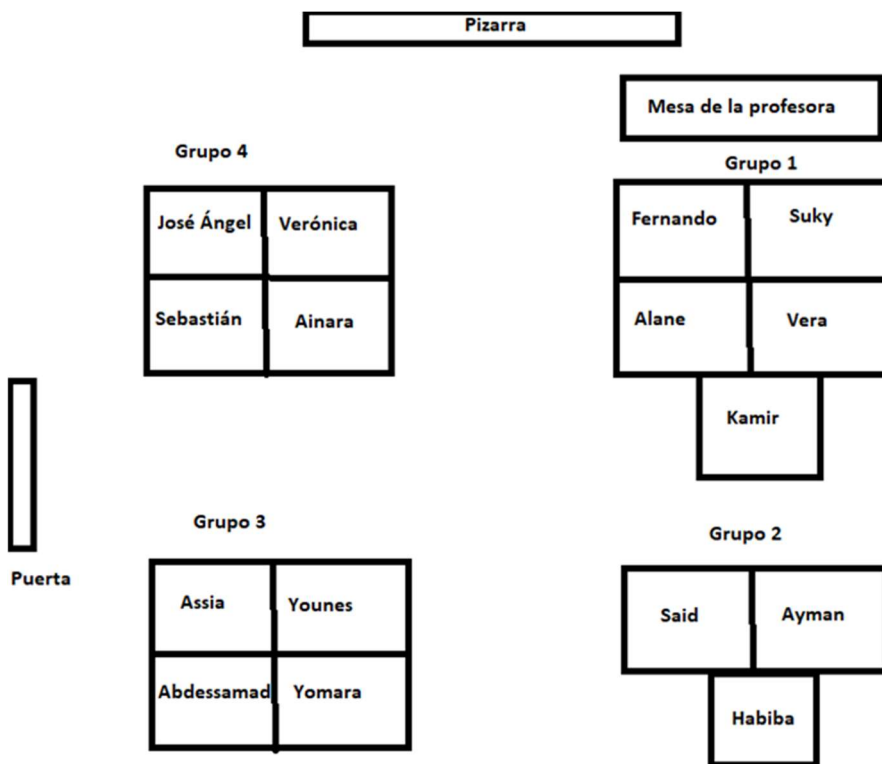 Pizarra
Mesa de la profesora
Grupo 4
José Ángel Verónica
Sebastián Ainara
Grupo 1
Fernando Suky
Alane Vera
Kamir
Puerta
Grupo 3
Assia Younes
Abdessamad Yomara
Grupo 2
Said Ayman
Habiba